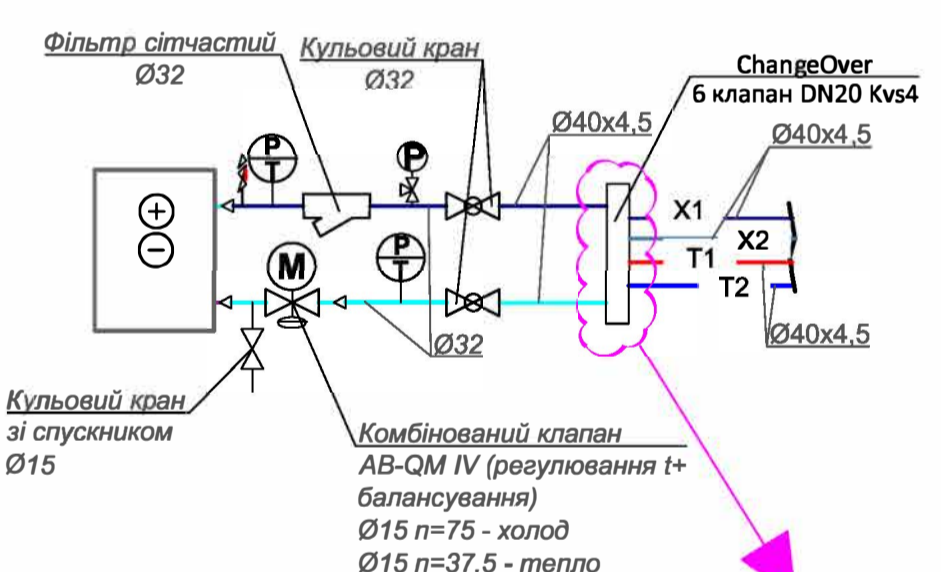 Фільтр сітчастий
Ø32
Кульовий кран
Ø32
ChangeOver
6 клапан DN20 Kvs4
Ø40x4,5
Ø40x4,5
P
T
P
X1
X2
T1
T2
P
T
M
Ø32
Ø40x4,5
Кульовий кран
зі спускником
Ø15
Комбінований клапан
AB-QM IV (регулювання t+
балансування)
Ø15 n=75 - холод
Ø15 n=37,5 - тепло